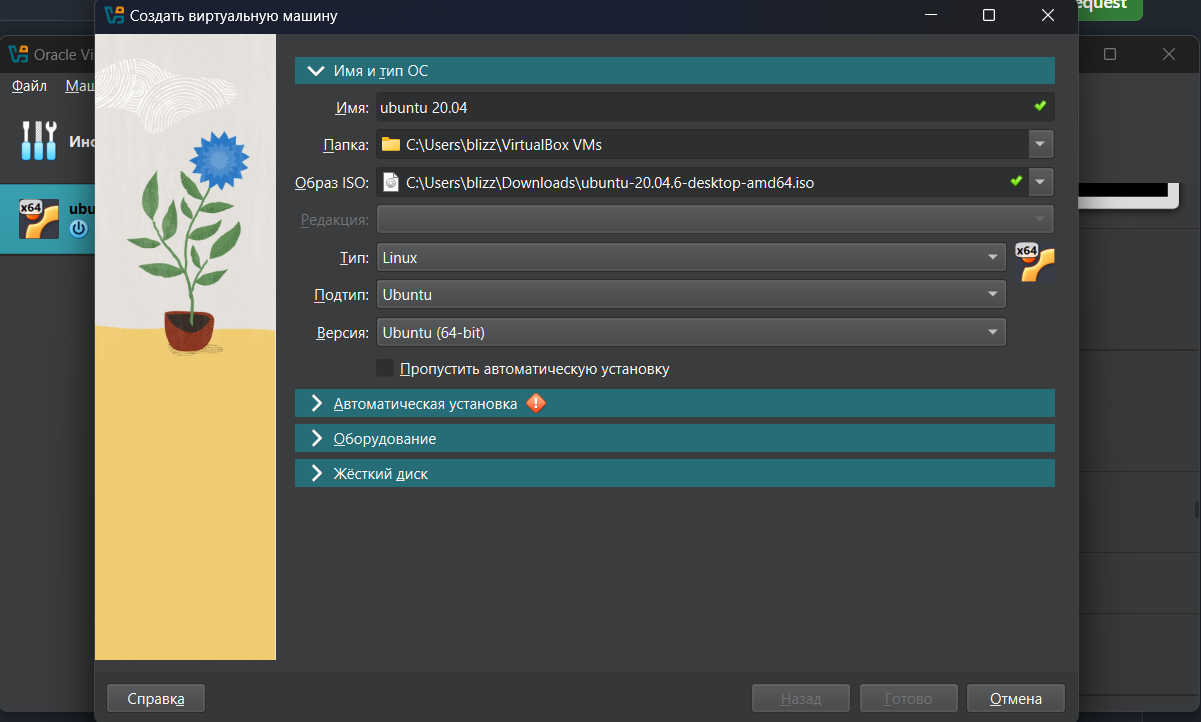 Создать виртуальную машину
equest
Oracle Vi
Файл Маш
Инс
x64
ubu
Имя и тип ОС
Имя: ubuntu 20.04
Папка: C:\Users\blizz\VirtualBox VMs
Образ ISO: C:\Users\blizz\Downloads\ubuntu-20.04.6-desktop-amd64.iso
Редакция:
Тип: Linux
x64
Подтип: Ubuntu
Версия: Ubuntu (64-bit)
Пропустить автоматическую установку
Автоматическая установка
Оборудование
Жёсткий диск
Справка Назад Готово Отмена